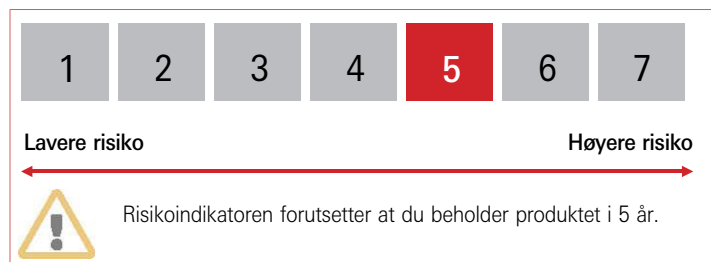 1 2 3 4 5 6 7
Lavere risiko Høyere risiko
Risikoindikatoren forutsetter at du beholder produktet i 5 år.